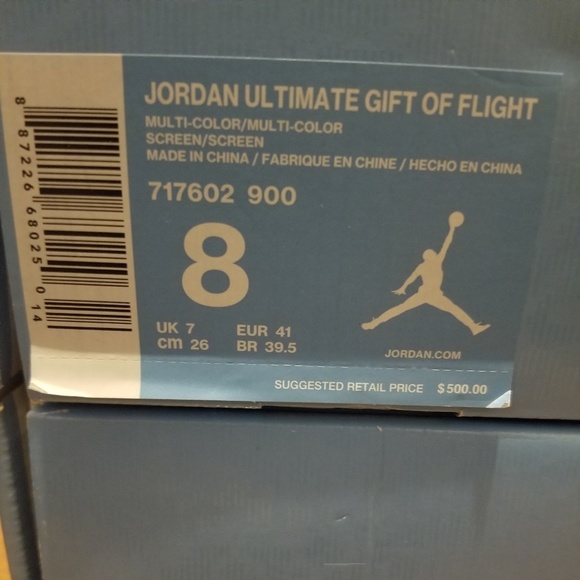 8 87226 68025 0 14
JORDAN ULTIMATE GIFT OF FLIGHT
MULTI-COLOR/MULTI-COLOR
SCREEN/SCREEN
MADE IN CHINA / FABRIQUE EN CHINE / HECHO EN CHINA
717602 900
8
UK 7 EUR 41
cm 26 BR 39.5
JORDAN.COM
SUGGESTED RETAIL PRICE $500.00